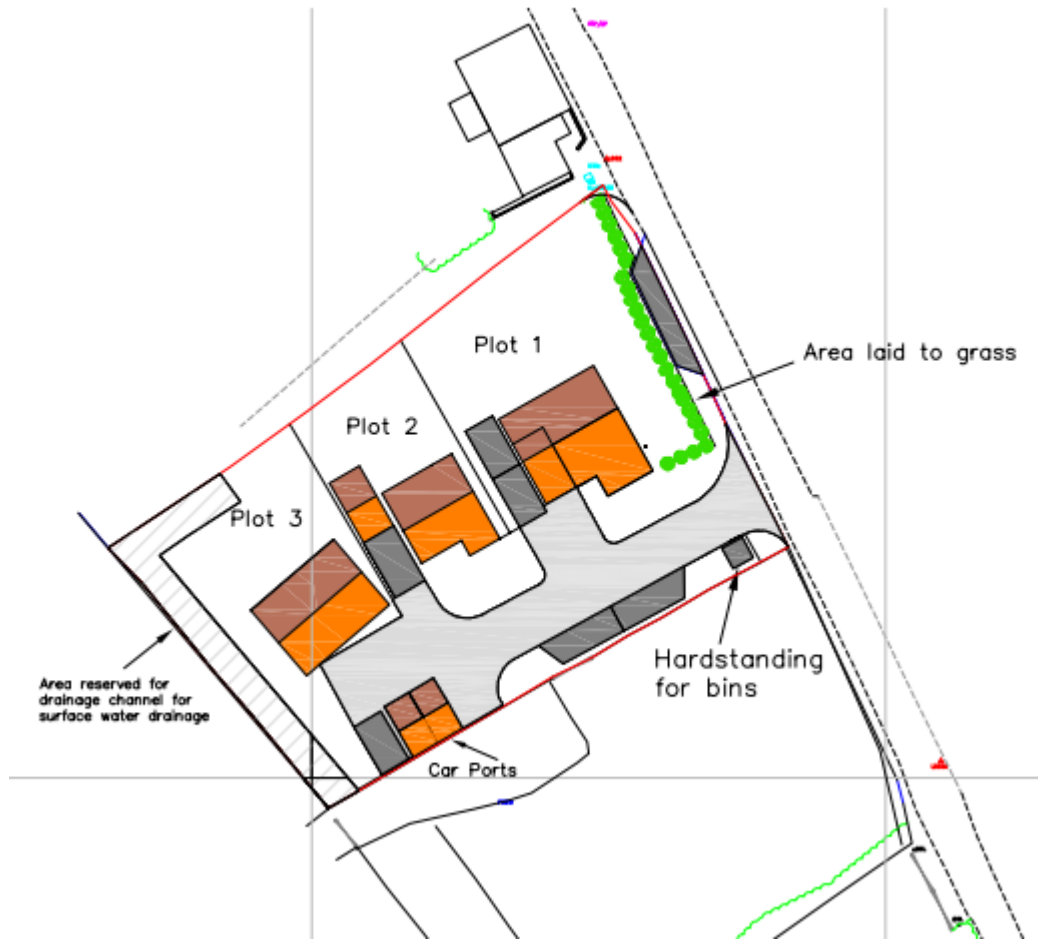 Plot 1
Area laid to grass
Plot 2
Plot 3
Hardstanding
for bins
Area reserved for
drainage channel for
surface water drainage
Car Ports